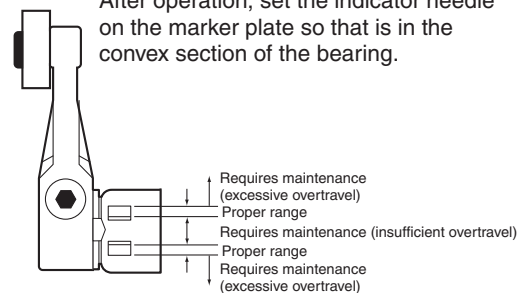 After operation, set the indicator needle
on the marker plate so that is in the
convex section of the bearing.
Requires maintenance
(excessive overtravel)
Proper range
Requires maintenance (insufficient overtravel)
Proper range
Requires maintenance
(excessive overtravel)